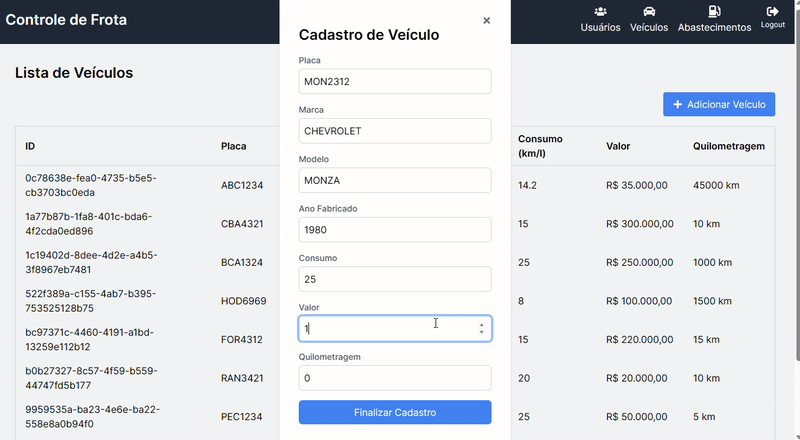 Controle de Frota
Usuários
Veículos
Abastecimentos
Logout
Lista de Veículos
Adicionar Veículo
ID
Placa
Consumo
(km/l)
Valor
Quilometragem
0c78638e-fea0-4735-b5e5-
cb3703bc0eda
ABC1234
14.2
R$ 35.000,00
45000 km
1a77b87b-1fa8-401c-bda6-
4f2cda0ed896
CBA4321
15
R$ 300.000,00
10 km
1c19402d-8dee-4d2e-a4b5-
3f8967eb7481
BCA1324
25
R$ 250.000,00
1000 km
522f389a-c155-4ab7-b395-
753525128b75
HOD6969
8
R$ 100.000,00
1500 km
bc97371c-4460-4191-a1bd-
13259e112b12
FOR4312
15
R$ 220.000,00
15 km
b0b27327-8c57-4f59-b559-
44747fd5b177
RAN3421
20
R$ 20.000,00
10 km
9959535a-ba23-4e6e-ba22-
558e8a0b94f0
PEC1234
25
R$ 50.000,00
5 km
Cadastro de Veículo
Placa
MON2312
Marca
CHEVROLET
Modelo
MONZA
Ano Fabricado
1980
Consumo
25
Valor
1
Quilometragem
0
Finalizar Cadastro